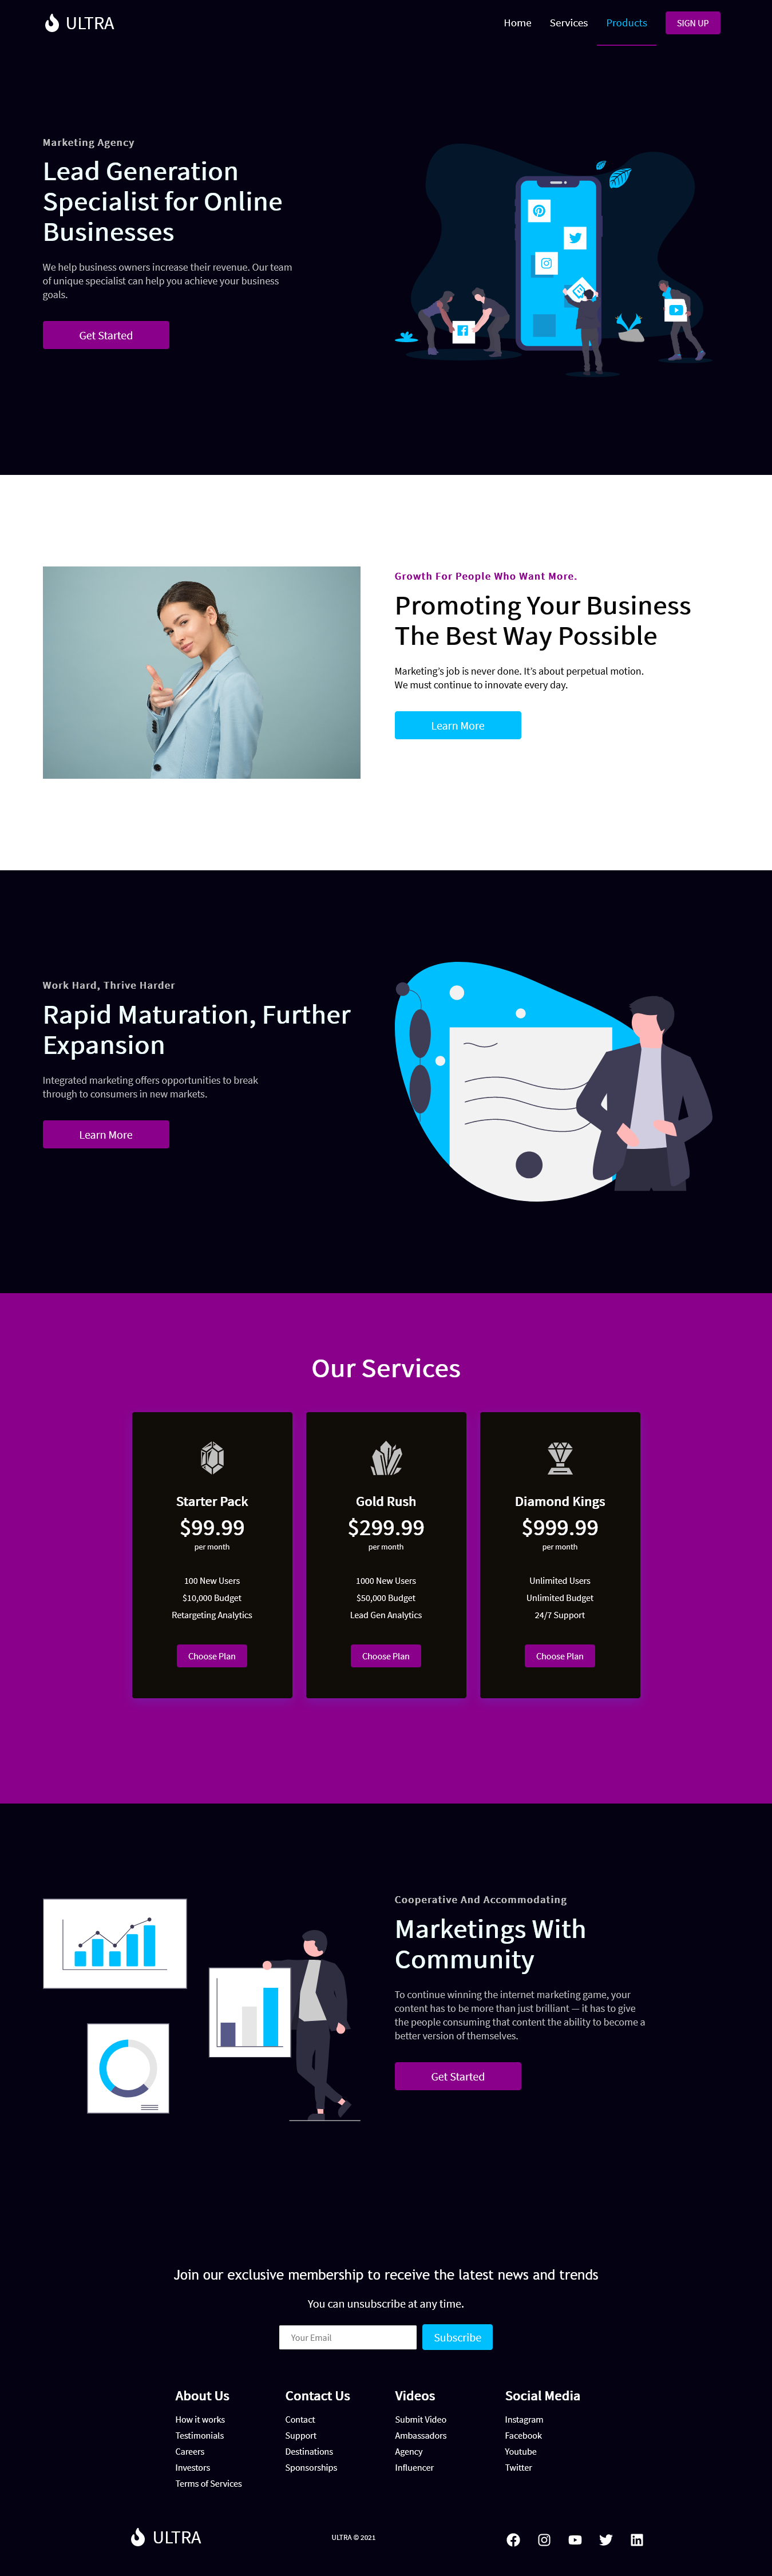 ULTRA
Home Services Products SIGN UP
Marketing Agency
Lead Generation
Specialist for Online
Businesses
We help business owners increase their revenue. Our team
of unique specialist can help you achieve your business
goals.
Get Started
Growth For People Who Want More.
Promoting Your Business
The Best Way Possible
Marketing’s job is never done. It’s about perpetual motion.
We must continue to innovate every day.
Learn More
Work Hard, Thrive Harder
Rapid Maturation, Further
Expansion
Integrated marketing offers opportunities to break
through to consumers in new markets.
Learn More
Our Services
Starter Pack
$99.99
per month
100 New Users
$10,000 Budget
Retargeting Analytics
Choose Plan
Gold Rush
$299.99
per month
1000 New Users
$50,000 Budget
Lead Gen Analytics
Choose Plan
Diamond Kings
$999.99
per month
Unlimited Users
Unlimited Budget
24/7 Support
Choose Plan
Cooperative And Accommodating
Marketings With
Community
To continue winning the internet marketing game, your
content has to be more than just brilliant — it has to give
the people consuming that content the ability to become a
better version of themselves.
Get Started
Join our exclusive membership to receive the latest news and trends
You can unsubscribe at any time.
Your Email Subscribe
About Us
How it works
Testimonials
Careers
Investors
Terms of Services
Contact Us
Contact
Support
Destinations
Sponsorships
Videos
Submit Video
Ambassadors
Agency
Influencer
Social Media
Instagram
Facebook
Youtube
Twitter
ULTRA
ULTRA © 2021